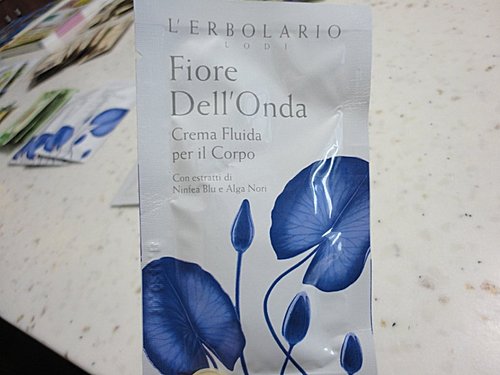 L'ERBOLARIO
LODI
Fiore
Dell'Onda
Crema Fluida
per il Corpo
Con estratti di
Ninfea Blu e Alga Nori